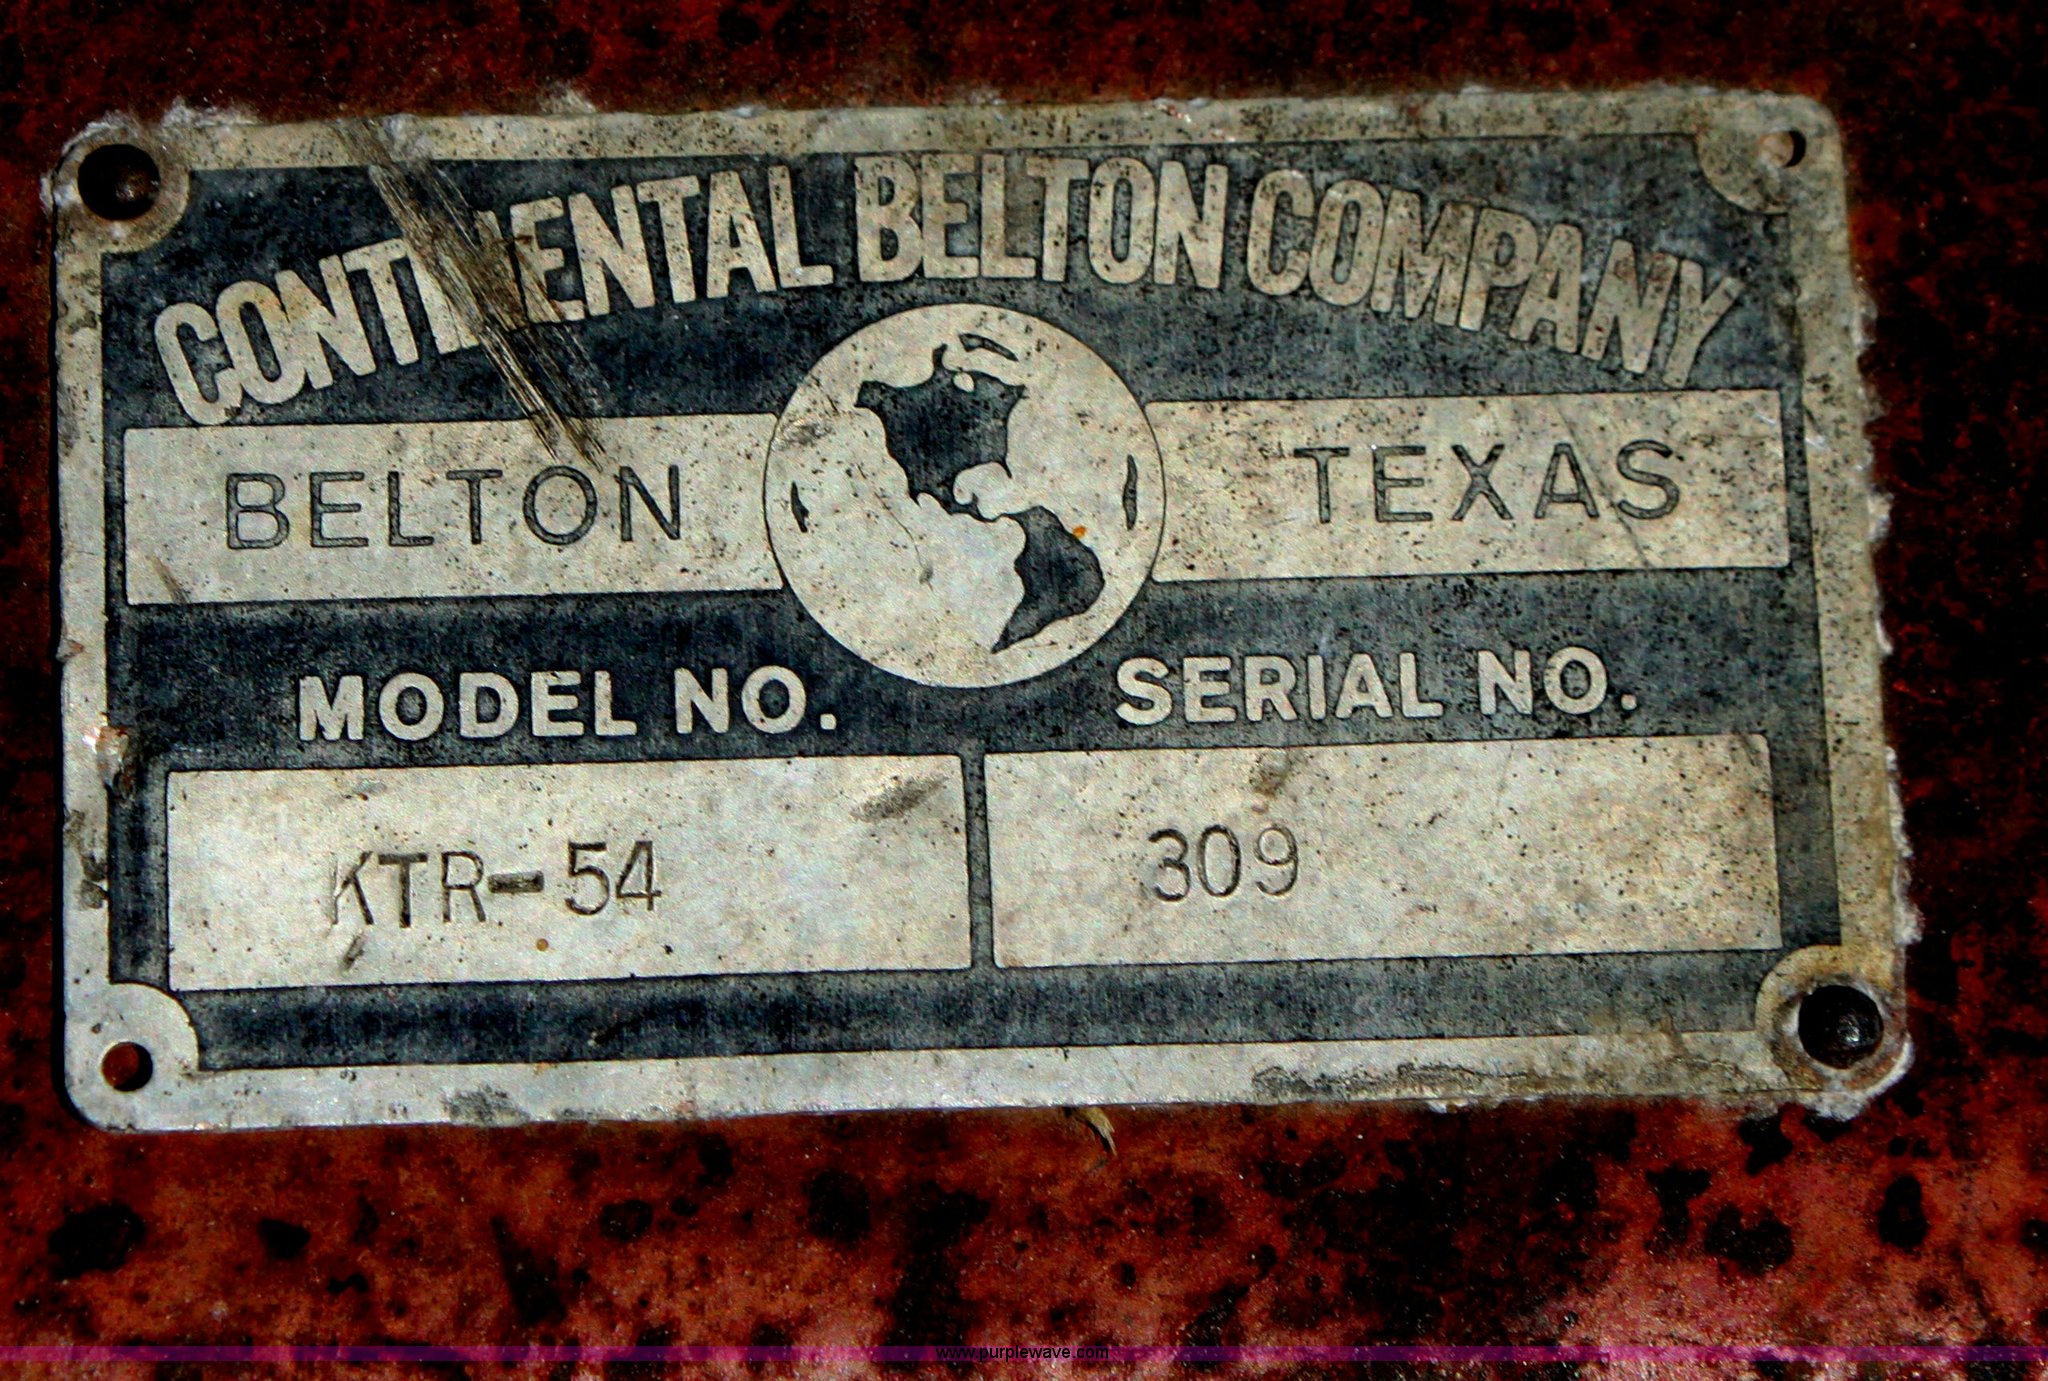 CONTINENTAL BELTON COMPANY
BELTON TEXAS
MODEL NO. SERIAL NO.
KTR-54 309
www.purplewave.com